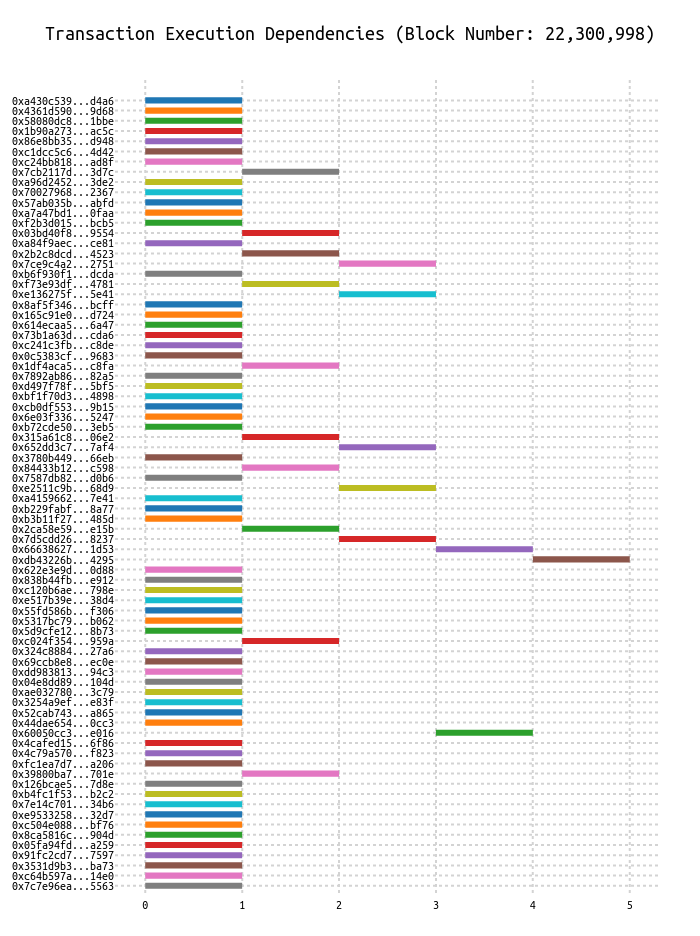 Transaction Execution Dependencies (Block Number: 22,300,998)
0xa430c539...d4a6
0x4361d590...9d68
0x58080dc8...1bbe
0x1b90a273...ac5c
0x86e8bb35...d948
0xc1dcc5c6...4d42
0xc24bb818...ad8f
0x7cb2117d...3d7c
0xa96d2452...3de2
0x70027968...2367
0x57ab035b...abfd
0xa7a47bd1...0faa
0xf2b3d015...bcb5
0x03bd40f8...9554
0xa84f9aec...ce81
0x2b2c8dcd...4523
0x7ce9c4a2...2751
0xb6f930f1...dcda
0xf73e93df...4781
0xe136275f...5e41
0x8af5f346...bcff
0x165c91e0...d724
0x614ecaa5...6a47
0x73b1a63d...cda6
0xc241c3fb...c8de
0x0c5383cf...9683
0x1df4aca5...c8fa
0x7892ab86...82a5
0xd497f78f...5bf5
0xbf1f70d3...4898
0xcb0df553...9b15
0x6e03f336...5247
0xb72cde50...3eb5
0x315a61c8...06e2
0x652dd3c7...7af4
0x3780b449...66eb
0x84433b12...c598
0x7587db82...d0b6
0xe2511c9b...68d9
0xa4159662...7e41
0xb229fabf...8a77
0xb3b11f27...485d
0x2ca58e59...e15b
0x7d5cdd26...8237
0x66638627...1d53
0xdb43226b...4295
0x622e3e9d...0d88
0x838b44fb...e912
0xc120b6ae...798e
0xe517b39e...38d4
0x55fd586b...f306
0x5317bc79...b062
0x5d9cfe12...8b73
0xc024f354...959a
0x324c8884...27a6
0x69ccb8e8...ec0e
0xdd983813...94c3
0x04e8dd89...104d
0xae032780...3c79
0x3254a9ef...e83f
0x52cab743...a865
0x44dae654...0cc3
0x60050cc3...e016
0x4cafed15...6f86
0x4c79a570...f823
0xfc1ea7d7...a206
0x39800ba7...701e
0x126bcae5...7d8e
0xb4fc1f53...b2c2
0x7e14c701...34b6
0xe9533258...32d7
0xc504e088...bf76
0x8ca5816c...904d
0x05fa94fd...a259
0x91fc2cd7...7597
0x3531d9b3...ba73
0xc64b597a...14e0
0x7c7e96ea...5563
0 1 2 3 4 5